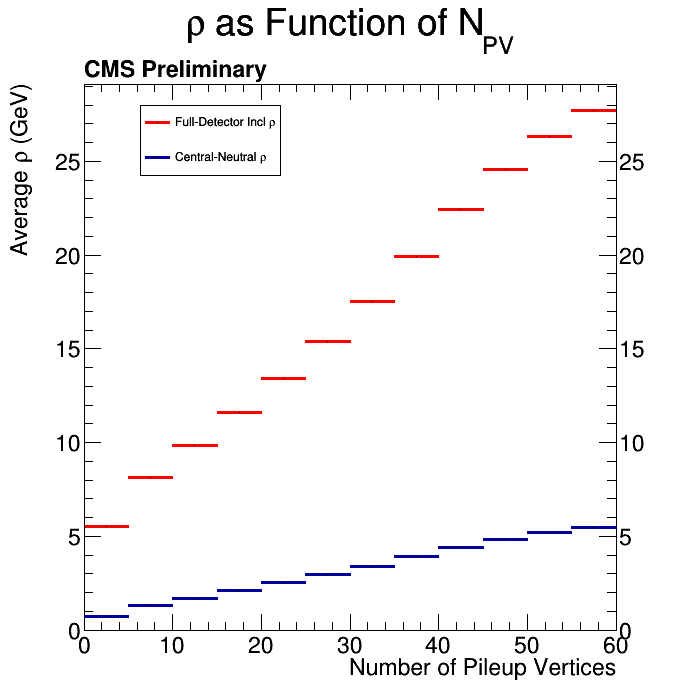 ρ as Function of N_PV
CMS Preliminary
Average ρ (GeV)
Full-Detector Incl ρ
Central-Neutral ρ
25 25
20 20
15 15
10 10
5 5
0 0
0 10 20 30 40 50 60
Number of Pileup Vertices